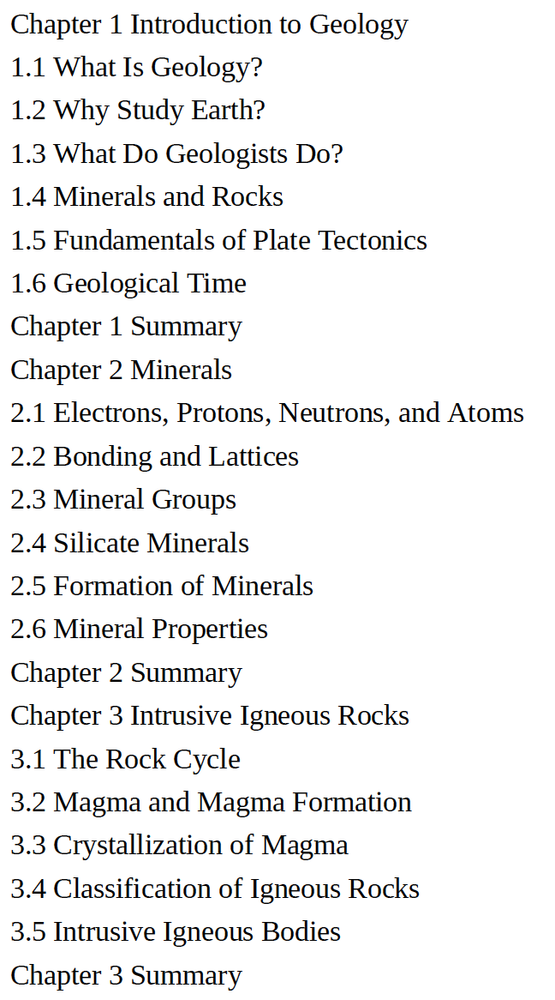 Chapter 1 Introduction to Geology
1.1 What Is Geology?
1.2 Why Study Earth?
1.3 What Do Geologists Do?
1.4 Minerals and Rocks
1.5 Fundamentals of Plate Tectonics
1.6 Geological Time
Chapter 1 Summary
Chapter 2 Minerals
2.1 Electrons, Protons, Neutrons, and Atoms
2.2 Bonding and Lattices
2.3 Mineral Groups
2.4 Silicate Minerals
2.5 Formation of Minerals
2.6 Mineral Properties
Chapter 2 Summary
Chapter 3 Intrusive Igneous Rocks
3.1 The Rock Cycle
3.2 Magma and Magma Formation
3.3 Crystallization of Magma
3.4 Classification of Igneous Rocks
3.5 Intrusive Igneous Bodies
Chapter 3 Summary